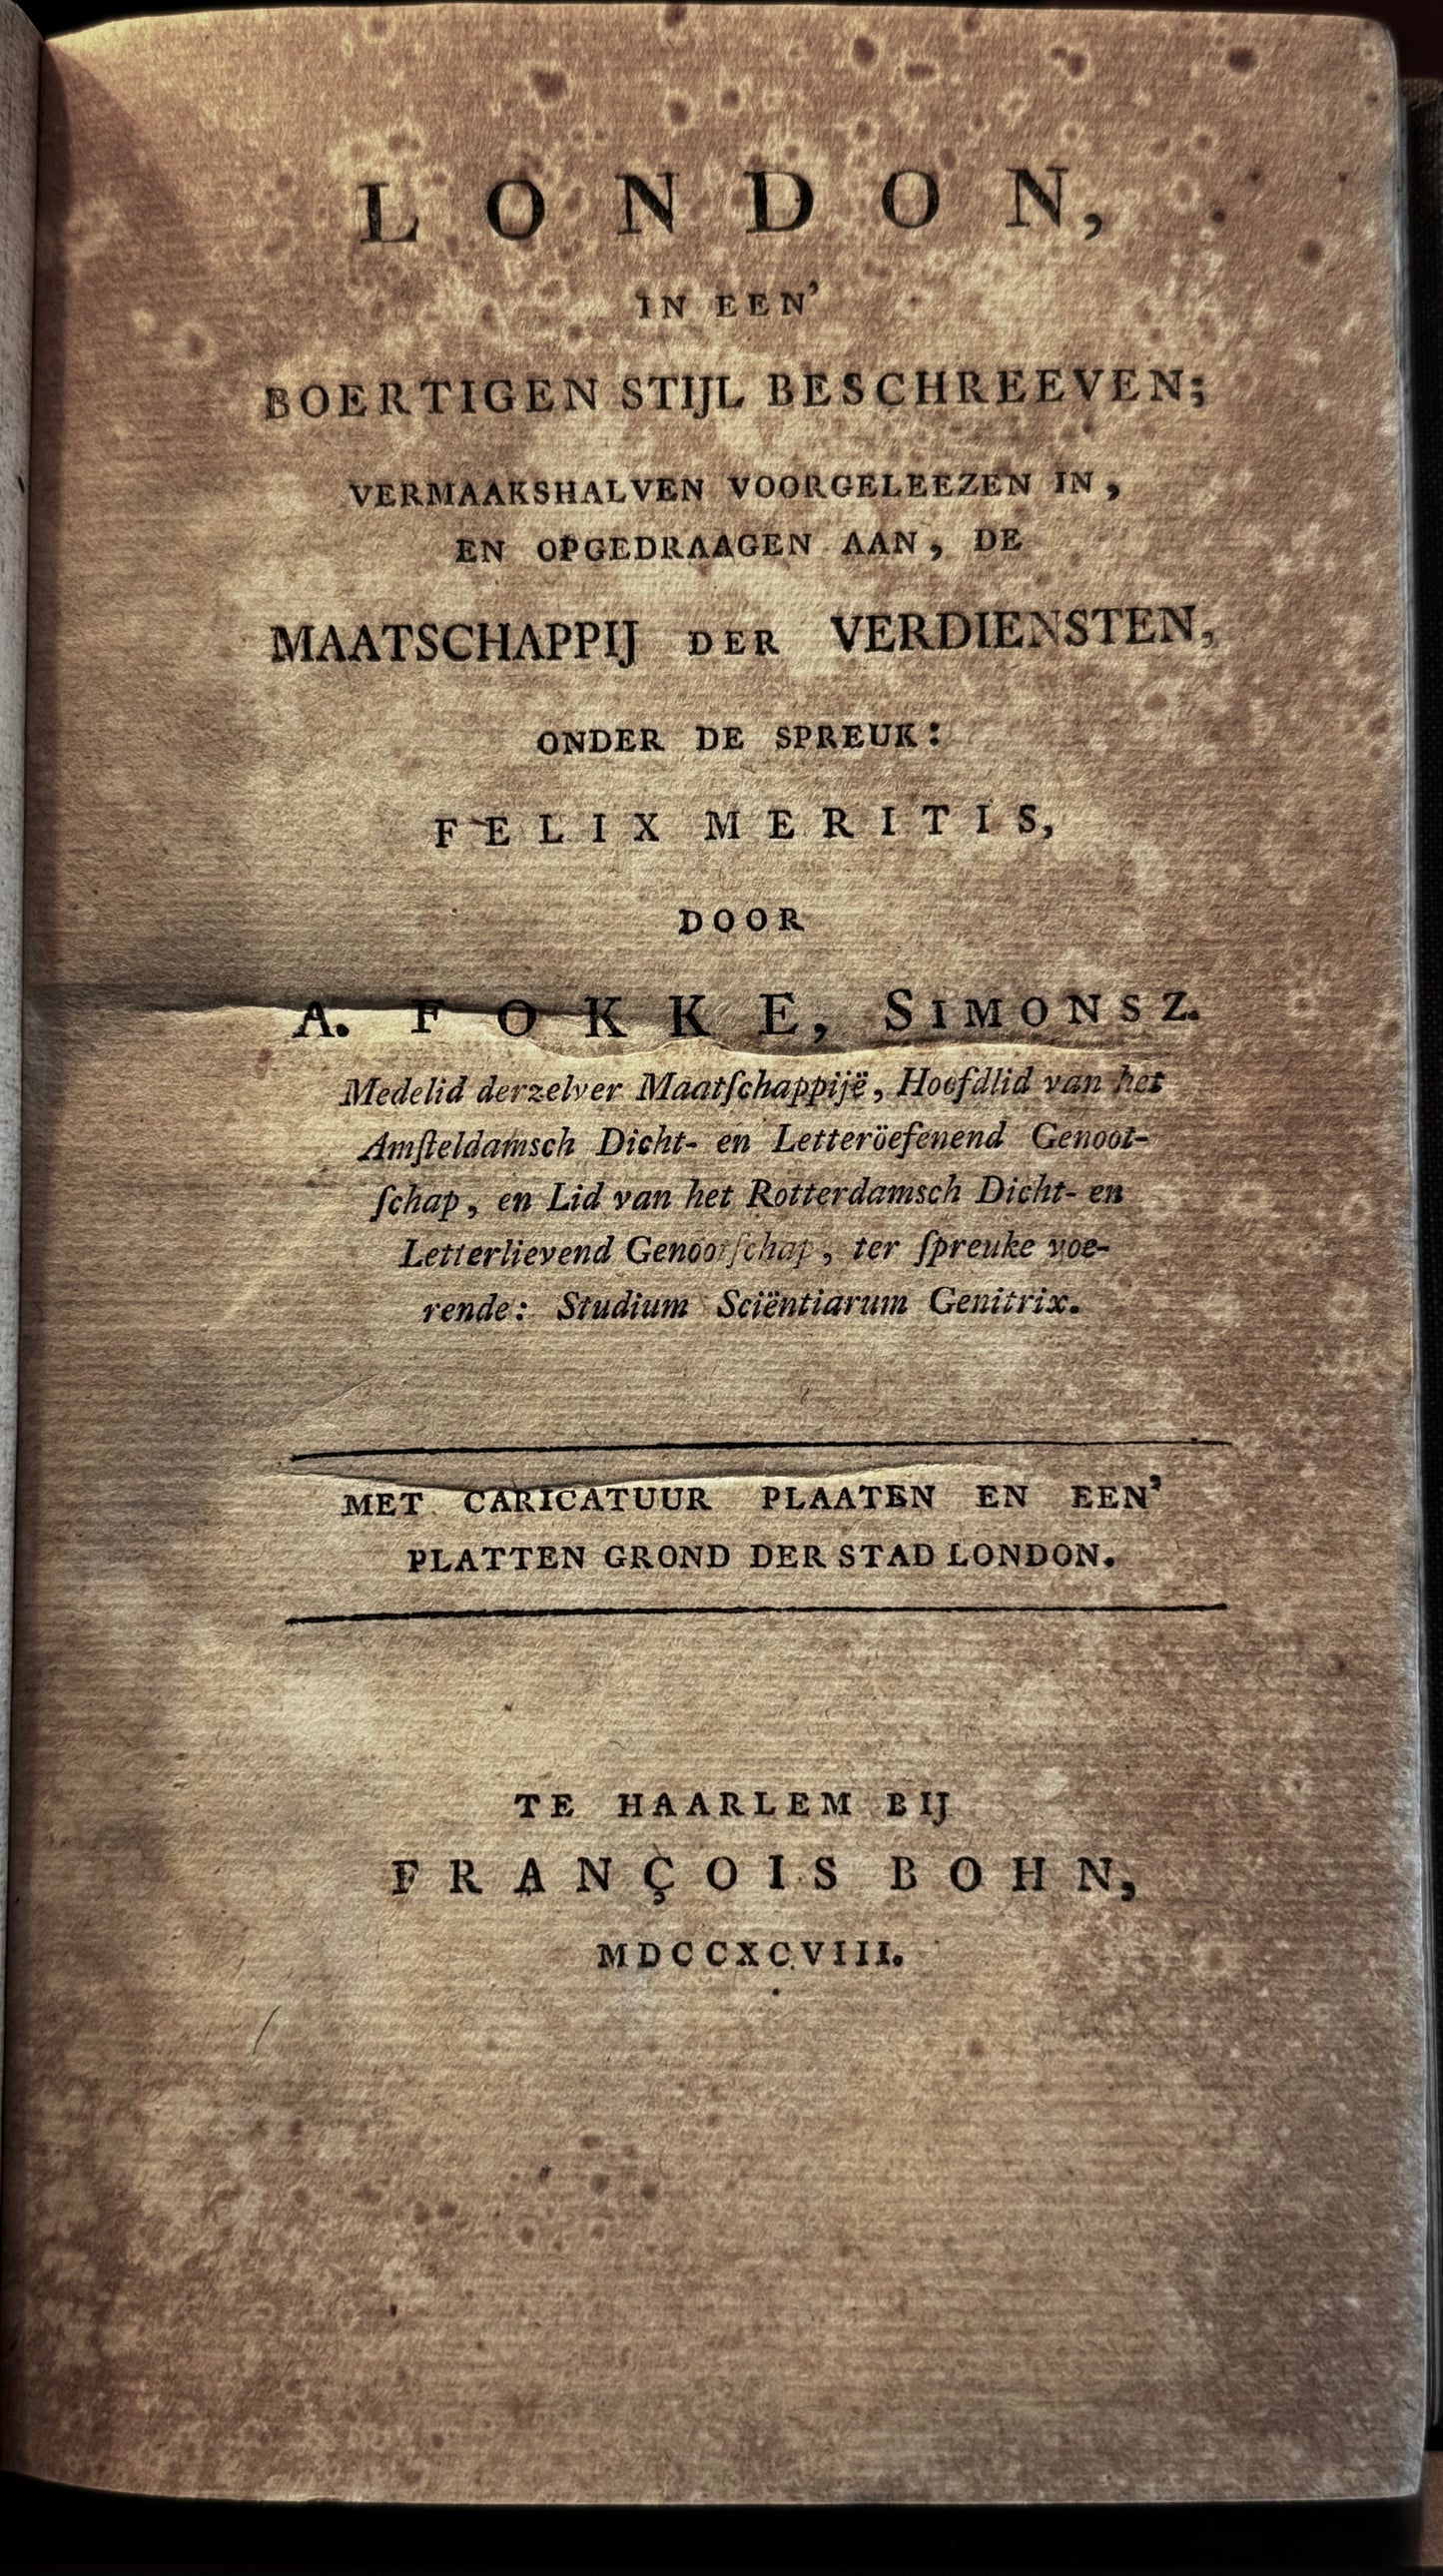 LONDON,
IN EEN’
BOERTIGEN STIJL BESCHREEVEN;
VERMAAKSHALVEN VOORGELEEZEN IN,
EN OPGEDRAAGEN AAN, DE
MAATSCHAPPIJ DER VERDIENSTEN,
ONDER DE SPREUK:
FELIX MERITIS,
DOOR
A. FOKKE, SIMONSZ.
Medelid derzelver Maatſchappijë, Hoofdlid van het
Amſteldamsch Dicht- en Letteröefenend Genoot-
ſchap, en Lid van het Rotterdamsch Dicht- en
Letterlievend Genootſchap, ter ſpreuke voe-
rende: Studium Sciëntiarum Genitrix.
MET CARICATUUR PLAATEN EN EEN’
PLATTEN GROND DER STAD LONDON.
TE HAARLEM BIJ
FRANÇOIS BOHN,
MDCCXCVIII.